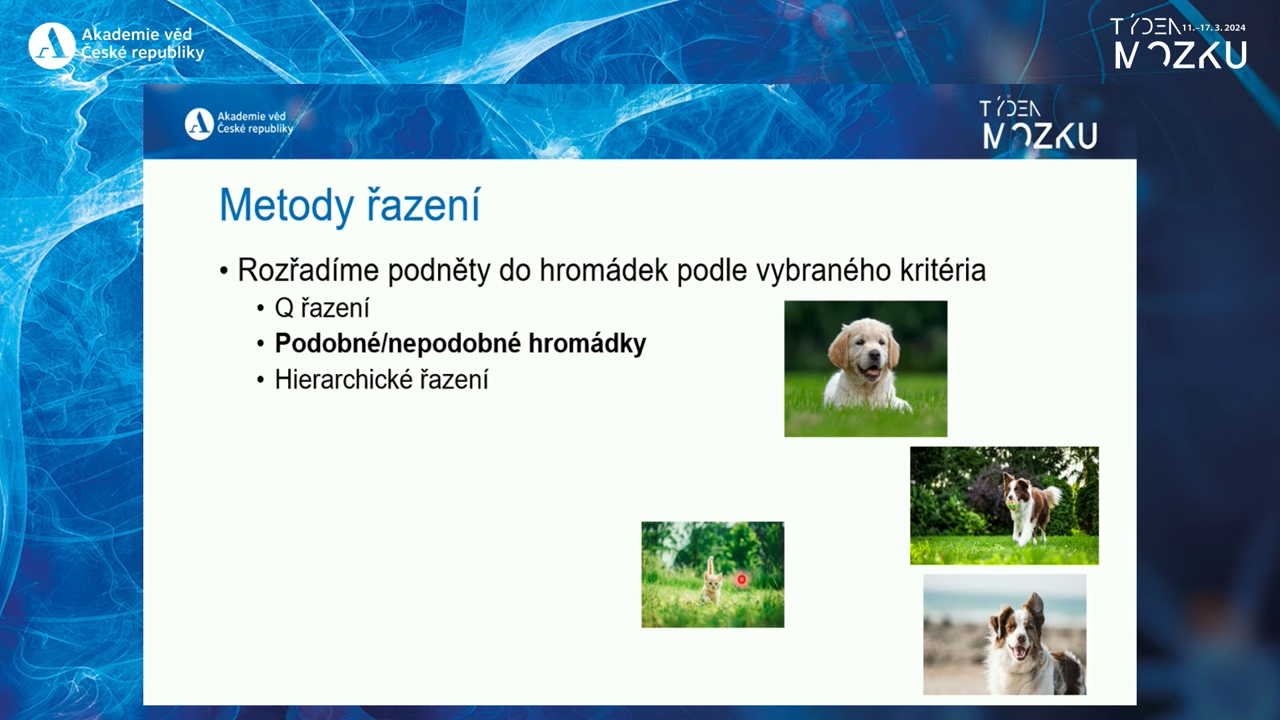 Akademie věd
České republiky
TÝDEN 11.–17. 3. 2024
MOZKU
Akademie věd
České republiky
TÝDEN
MOZKU
Metody řazení
• Rozřadíme podněty do hromádek podle vybraného kritéria
• Q řazení
• Podobné/nepodobné hromádky
• Hierarchické řazení